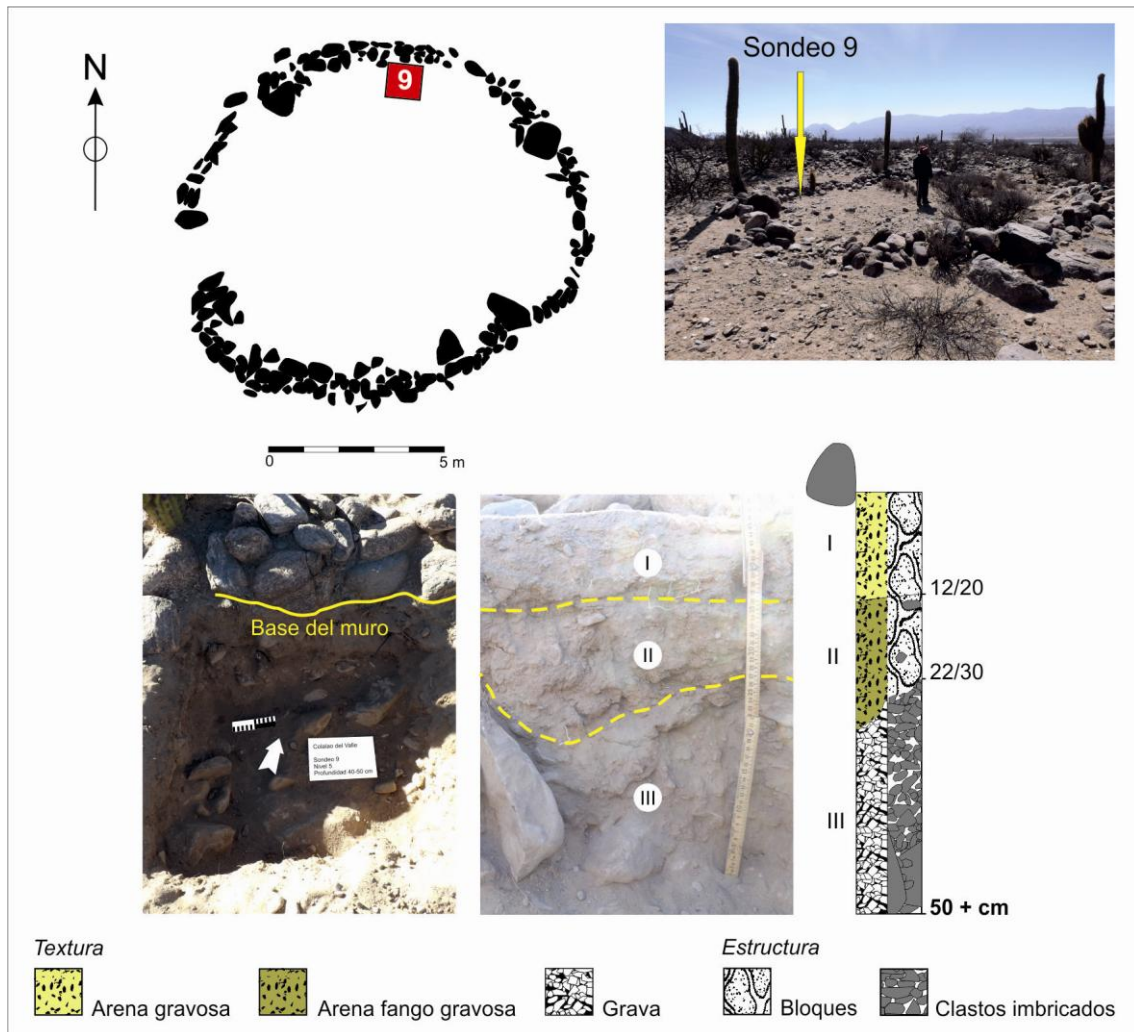 N
9
0 5 m
Sondeo 9
Base del muro
Colalao del Valle
Sondeo 9
Nivel 5
Profundidad 40-50 cm
I
II
III
I
12/20
II
22/30
III
50 + cm
Textura
Estructura
Arena gravosa
Arena fango gravosa
Grava
Bloques
Clastos imbricados